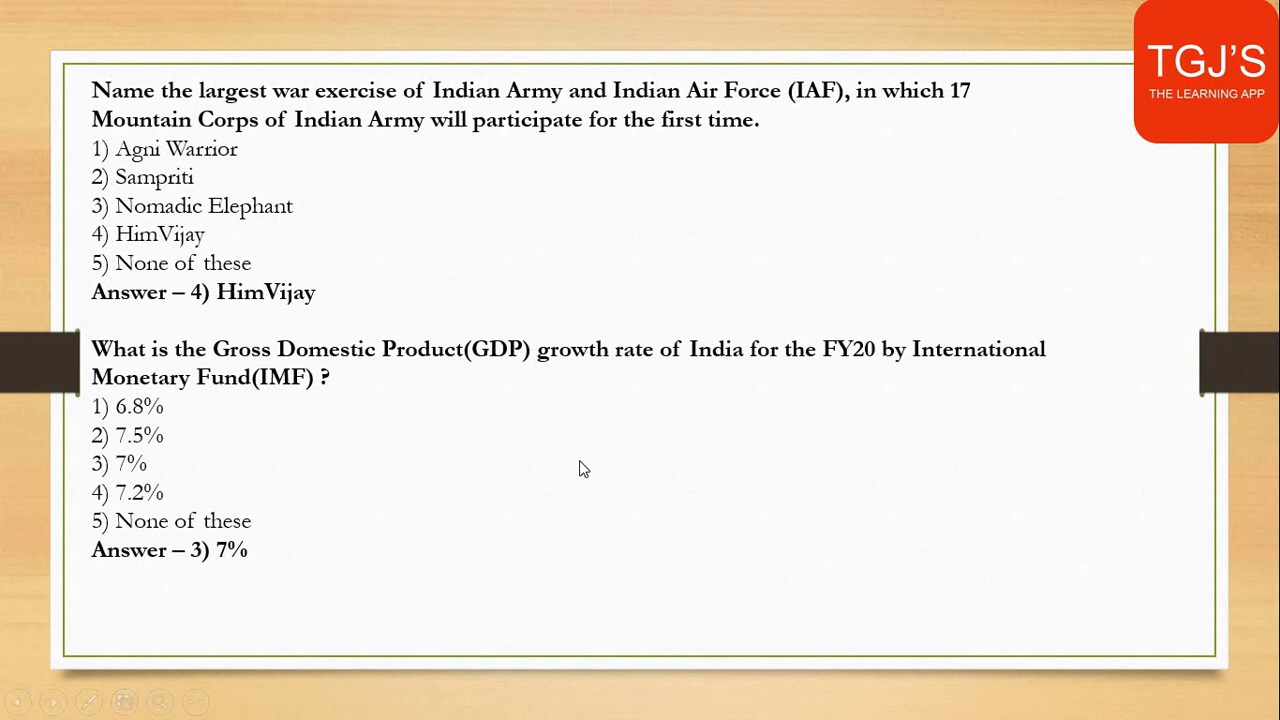 TGJ'S
THE LEARNING APP
Name the largest war exercise of Indian Army and Indian Air Force (IAF), in which 17
Mountain Corps of Indian Army will participate for the first time.
1) Agni Warrior
2) Sampriti
3) Nomadic Elephant
4) HimVijay
5) None of these
Answer – 4) HimVijay
What is the Gross Domestic Product(GDP) growth rate of India for the FY20 by International
Monetary Fund(IMF) ?
1) 6.8%
2) 7.5%
3) 7%
4) 7.2%
5) None of these
Answer – 3) 7%